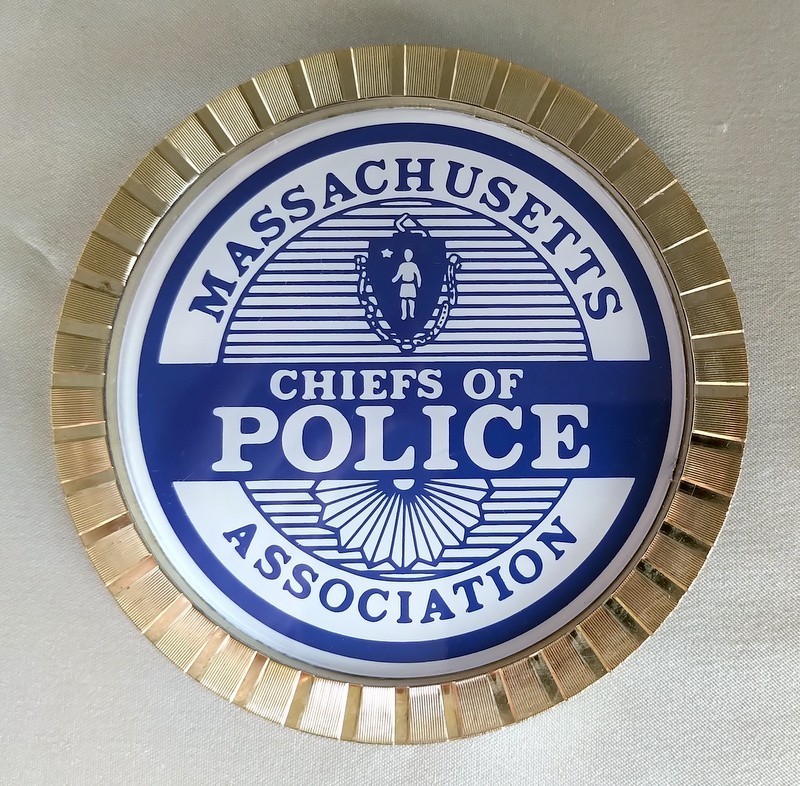 MASSACHUSETTS
CHIEFS OF
POLICE
ASSOCIATION